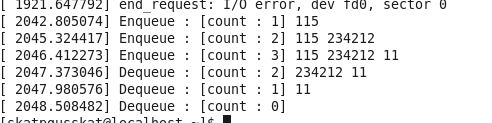 [ 1921.647792] end_request: I/O error, dev fd0, sector 0
[ 2042.805074] Enqueue : [count : 1] 115
[ 2045.324417] Enqueue : [count : 2] 115 234212
[ 2046.412273] Enqueue : [count : 3] 115 234212 11
[ 2047.373046] Dequeue : [count : 2] 234212 11
[ 2047.980576] Dequeue : [count : 1] 11
[ 2048.508482] Dequeue : [count : 0]
[skatpgusskat@localhost ~]$